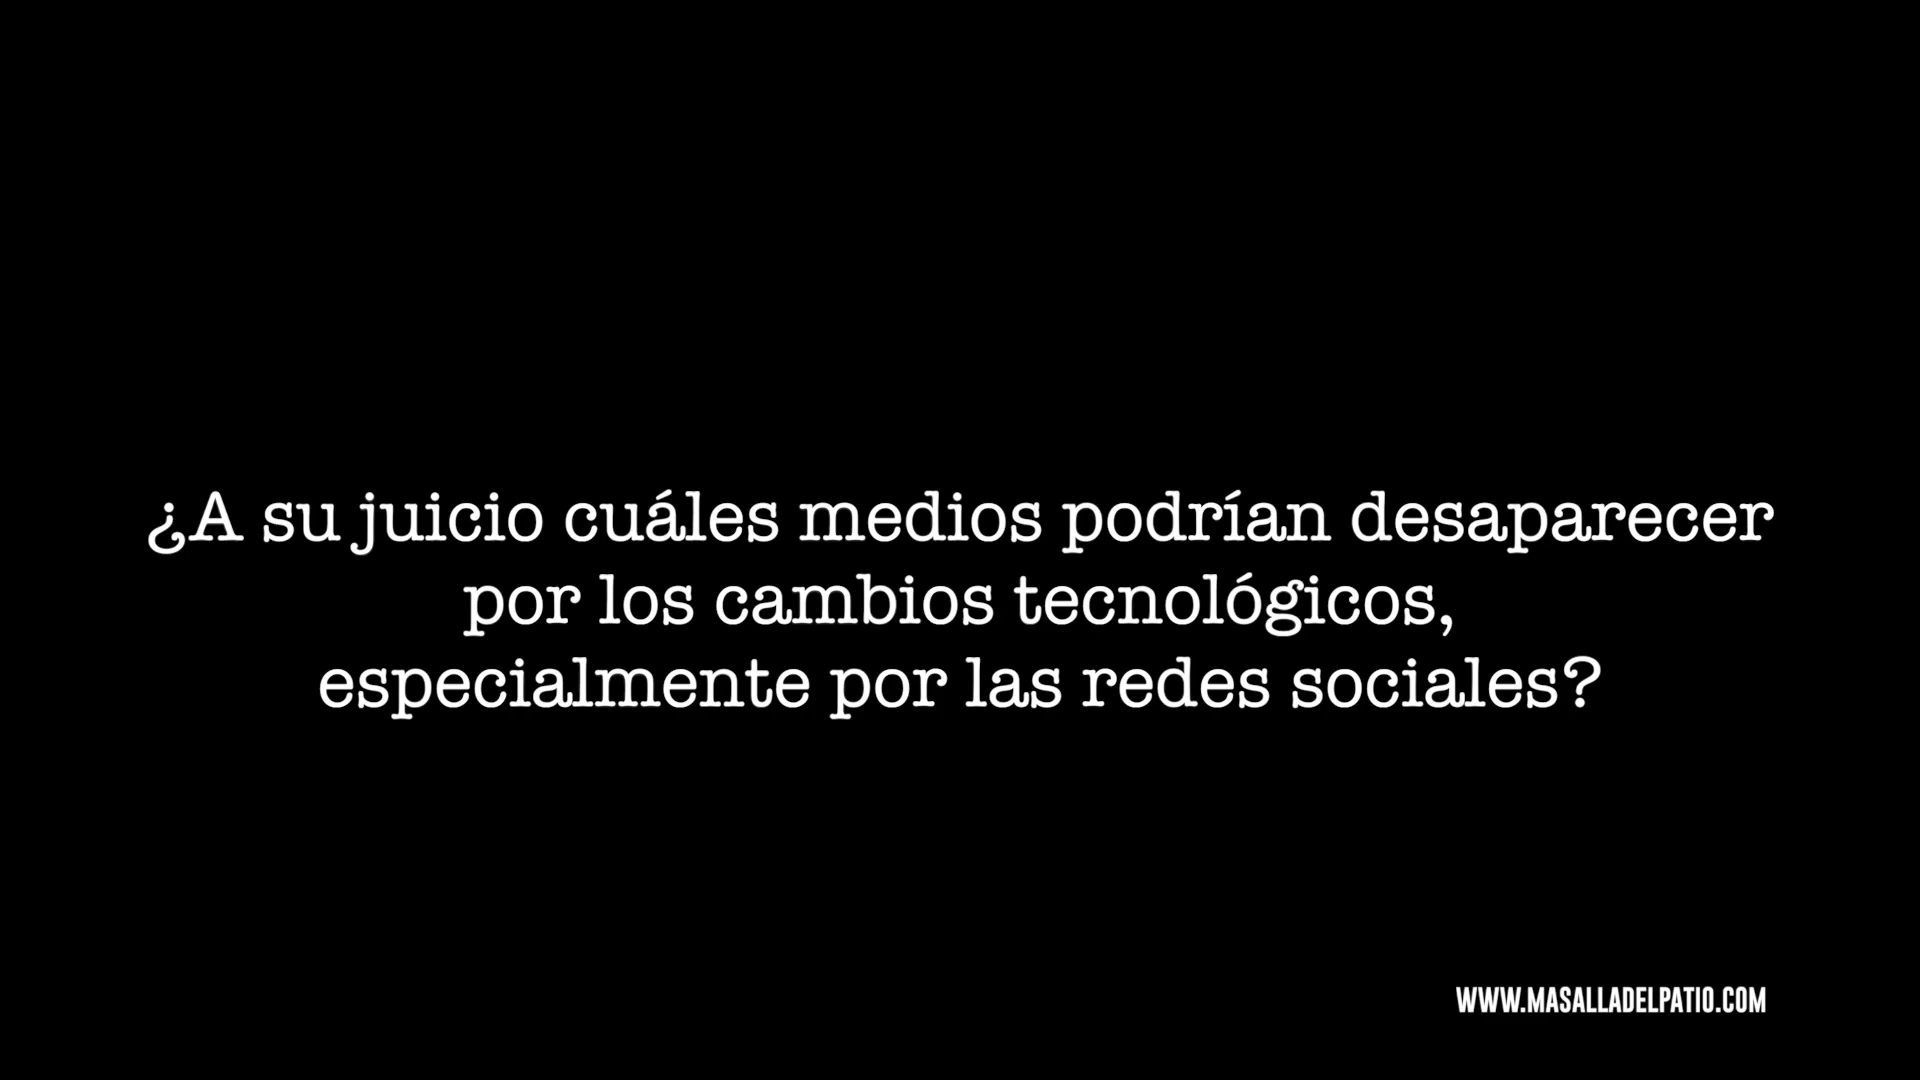 ¿A su juicio cuáles medios podrían desaparecer
por los cambios tecnológicos,
especialmente por las redes sociales?
WWW.MASALLADELPATIO.COM